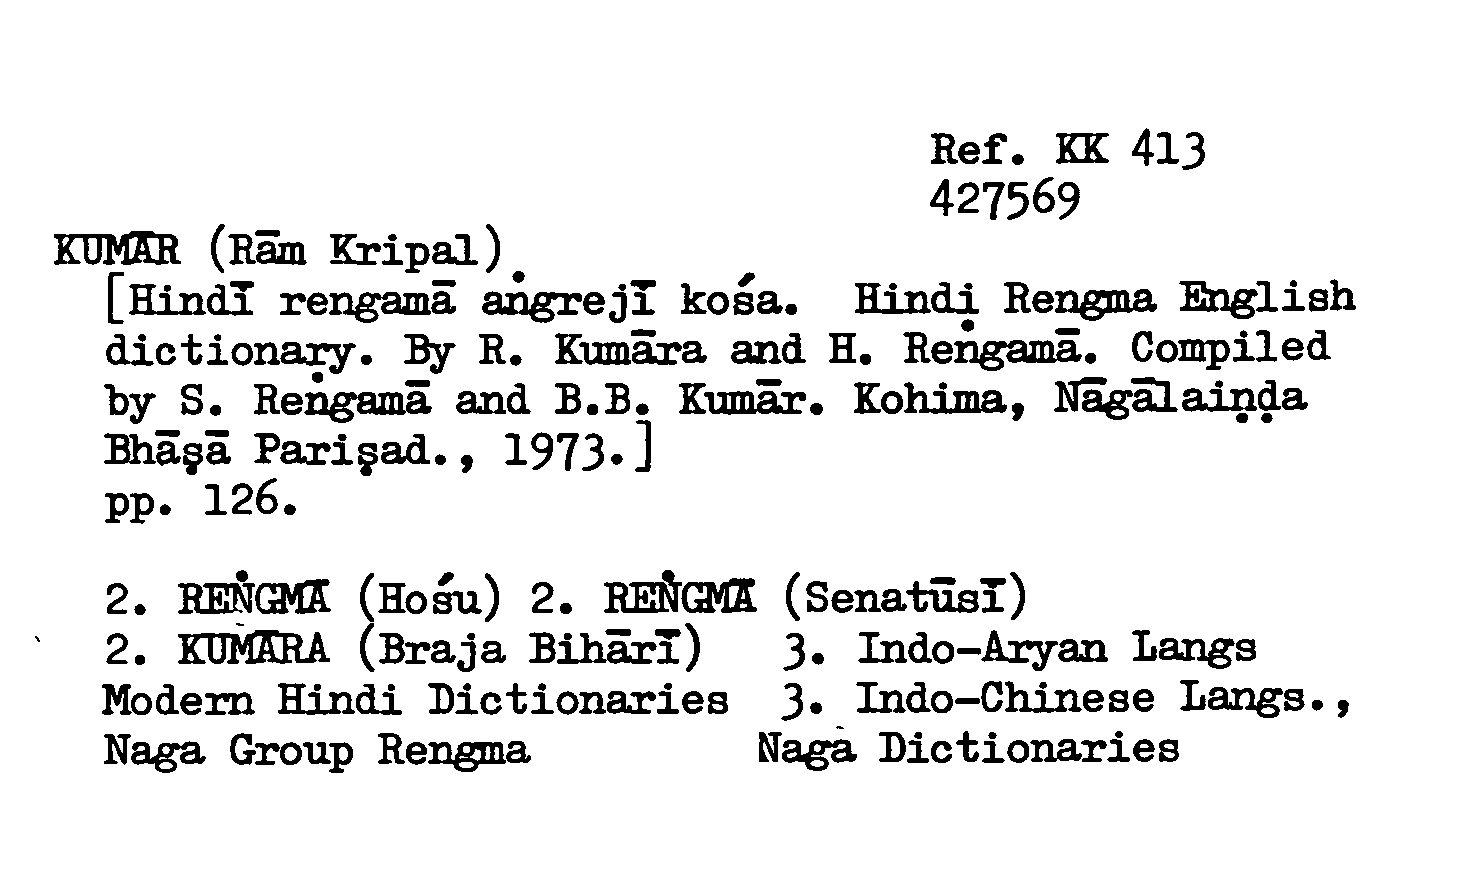 Ref. KK 413
427569
KUMĀR (Rām Kripal)
[Hindī rengamā aṅgrejī kośa. Hindi Rengma English
dictionary. By R. Kumāra and H. Reṅgamā. Compiled
by S. Reṅgamā and B.B. Kumār. Kohima, Nāgālaiṇḍa
Bhāṣā Pariṣad., 1973.]
pp. 126.
2. REṄGMĀ (Hośu) 2. REṄGMĀ (Senatūsī)
2. KUMĀRA (Braja Bihārī) 3. Indo-Aryan Langs
Modern Hindi Dictionaries 3. Indo-Chinese Langs.,
Naga Group Rengma Naga Dictionaries